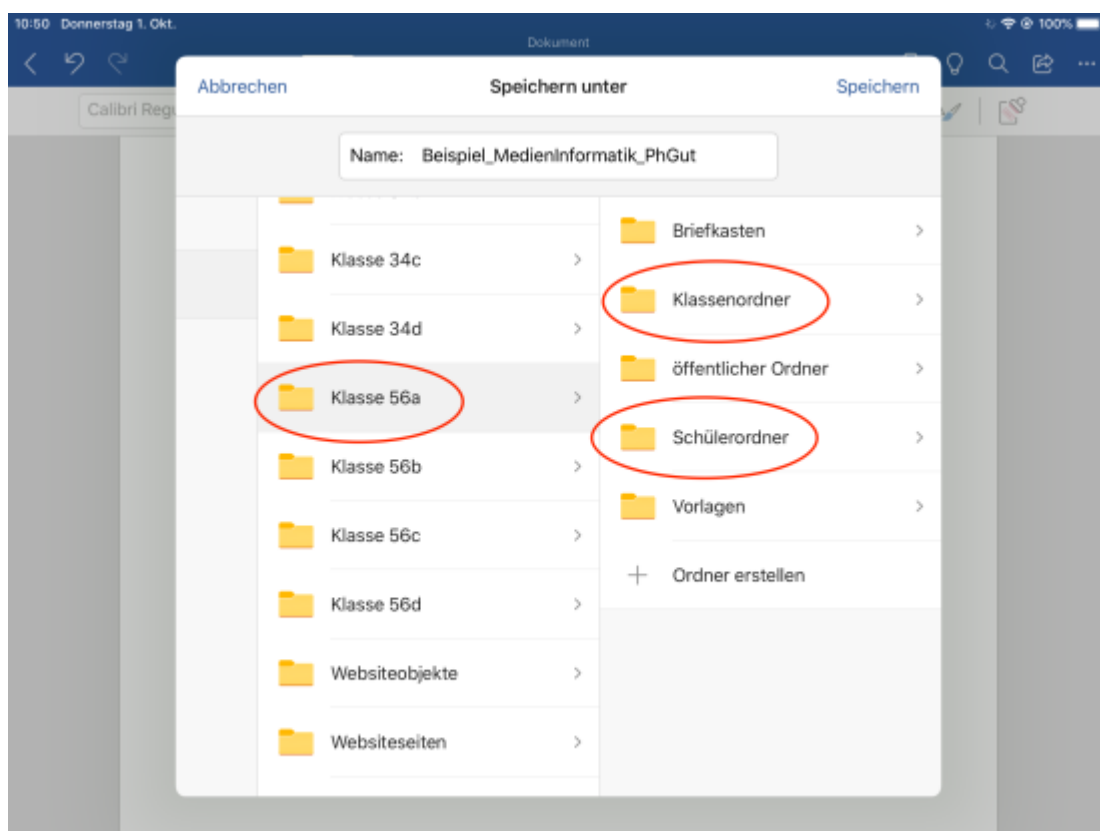 10:50 Donnerstag 1. Okt.
100%
Dokument
Abbrechen
Speichern unter
Speichern
Calibri Regu
Name: Beispiel_MedienInformatik_PhGut
Klasse 34c
Klasse 34d
Klasse 56a
Klasse 56b
Klasse 56c
Klasse 56d
Websiteobjekte
Websiteseiten
Briefkasten
Klassenordner
öffentlicher Ordner
Schülerordner
Vorlagen
Ordner erstellen